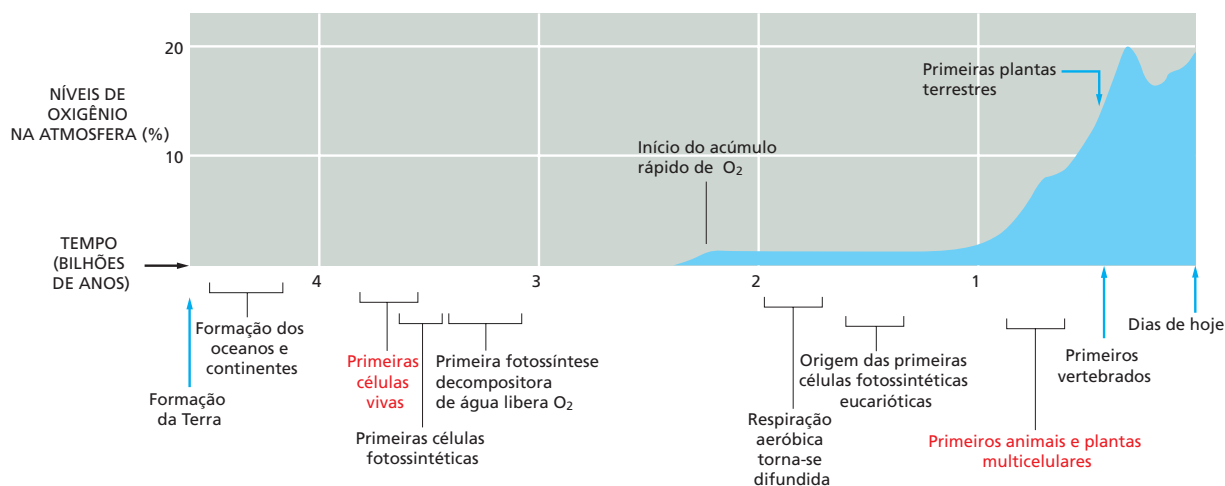 NÍVEIS DE
OXIGÊNIO
NA ATMOSFERA (%)
20
10
Primeiras plantas
terrestres
Início do acúmulo
rápido de O₂
TEMPO
(BILHÕES
DE ANOS)
4
3
2
1
Formação
da Terra
Formação dos
oceanos e
continentes
Primeiras
células
vivas
Primeiras células
fotossintéticas
Primeira fotossíntese
decompositora
de água libera O₂
Respiração
aeróbica
torna-se
difundida
Origem das primeiras
células fotossintéticas
eucarióticas
Primeiros animais e plantas
multicelulares
Primeiros
vertebrados
Dias de hoje